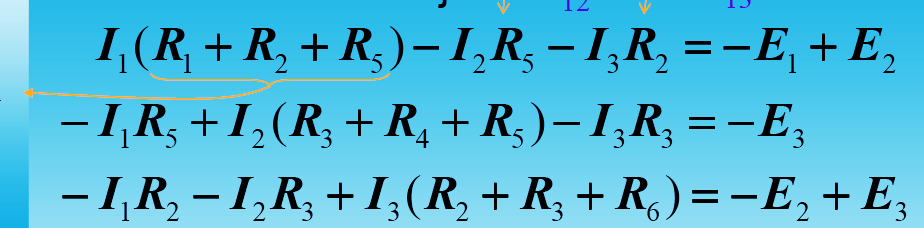 I₁(R₁ + R₂ + R₅) − I₂R₅ − I₃R₂ = −E₁ + E₂
− I₁R₅ + I₂(R₃ + R₄ + R₅) − I₃R₃ = −E₃
− I₁R₂ − I₂R₃ + I₃(R₂ + R₃ + R₆) = −E₂ + E₃